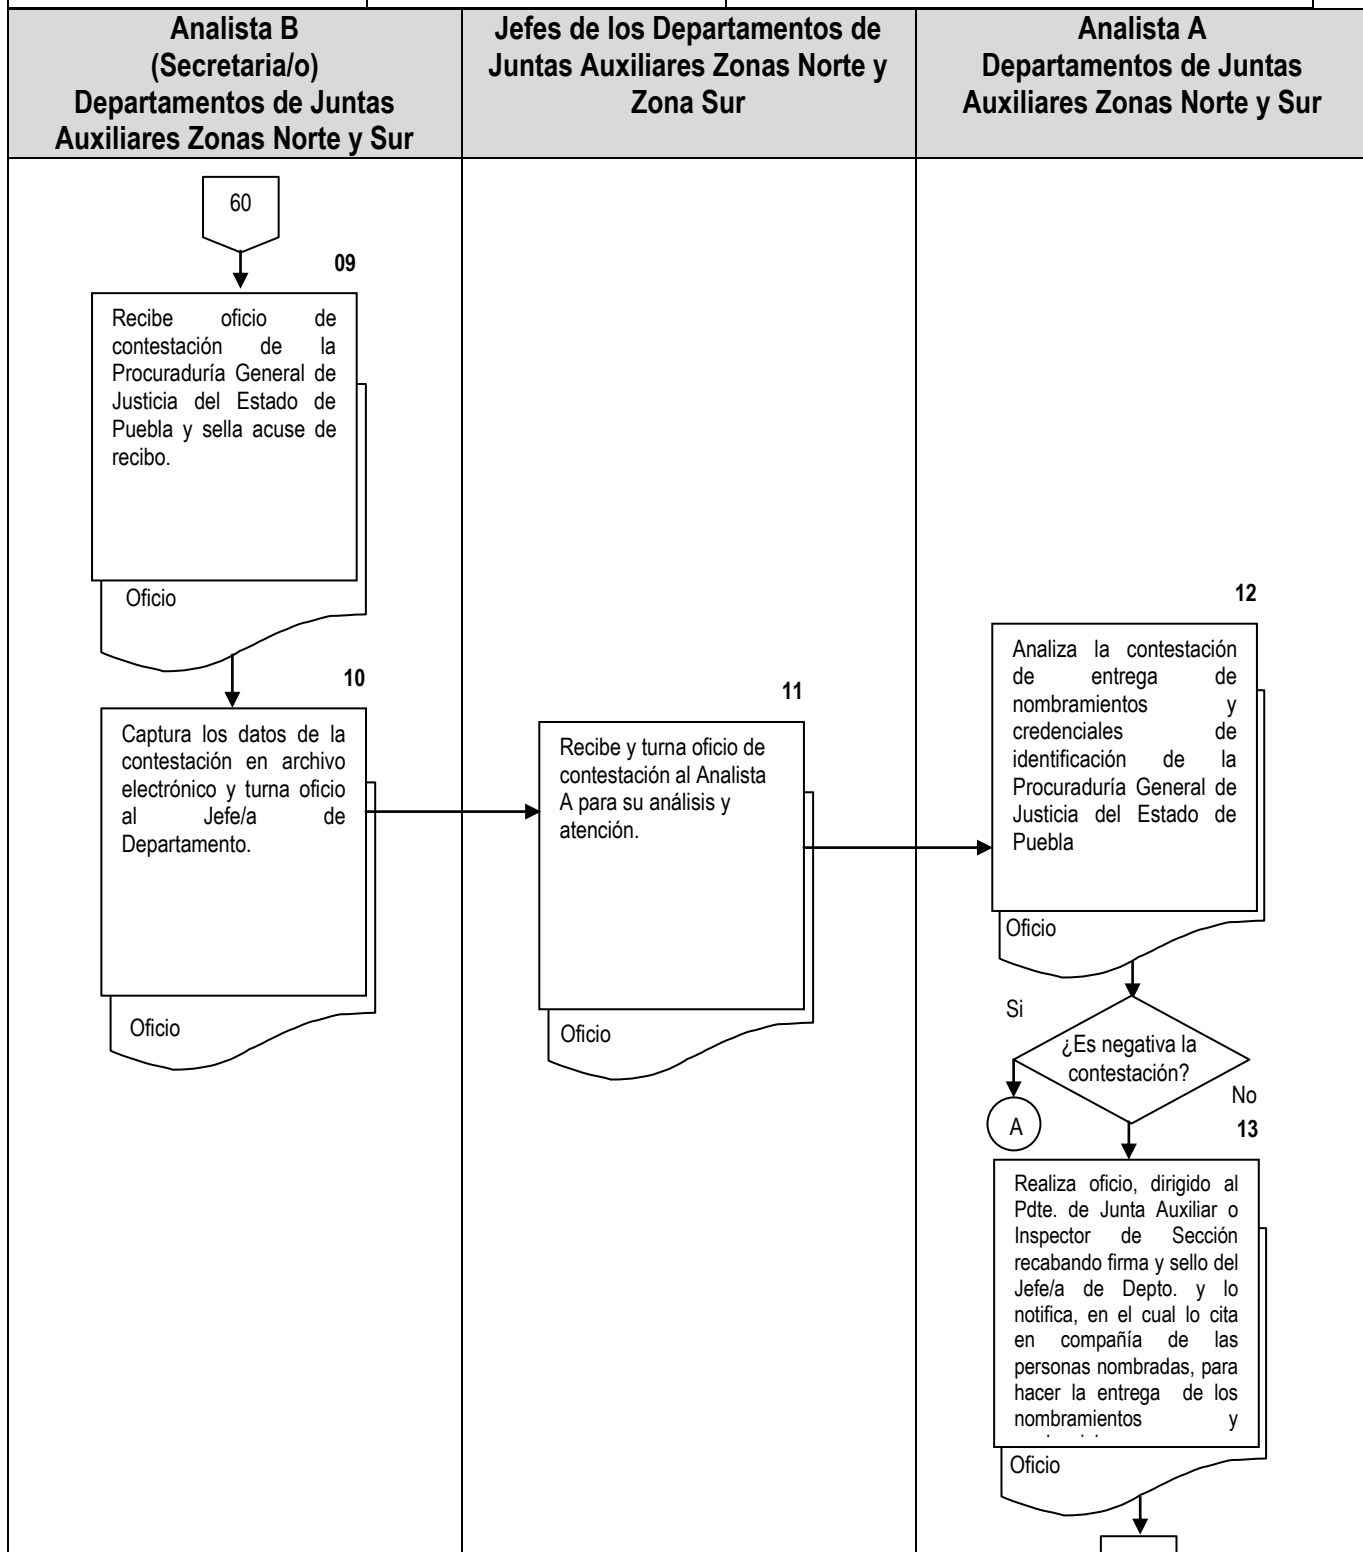 Analista B
(Secretaria/o)
Departamentos de Juntas
Auxiliares Zonas Norte y Sur
Jefes de los Departamentos de
Juntas Auxiliares Zonas Norte y
Zona Sur
Analista A
Departamentos de Juntas
Auxiliares Zonas Norte y Sur
60
09
Recibe oficio de
contestación de la
Procuraduría General de
Justicia del Estado de
Puebla y sella acuse de
recibo.
Oficio
10
Captura los datos de la
contestación en archivo
electrónico y turna oficio
al Jefe/a de
Departamento.
Oficio
11
Recibe y turna oficio de
contestación al Analista
A para su análisis y
atención.
Oficio
12
Analiza la contestación
de entrega de
nombramientos y
credenciales de
identificación de la
Procuraduría General de
Justicia del Estado de
Puebla
Oficio
Si
¿Es negativa la
contestación?
No
A
13
Realiza oficio, dirigido al
Pdte. de Junta Auxiliar o
Inspector de Sección
recabando firma y sello del
Jefe/a de Depto. y lo
notifica, en el cual lo cita
en compañía de las
personas nombradas, para
hacer la entrega de los
nombramientos y
Oficio